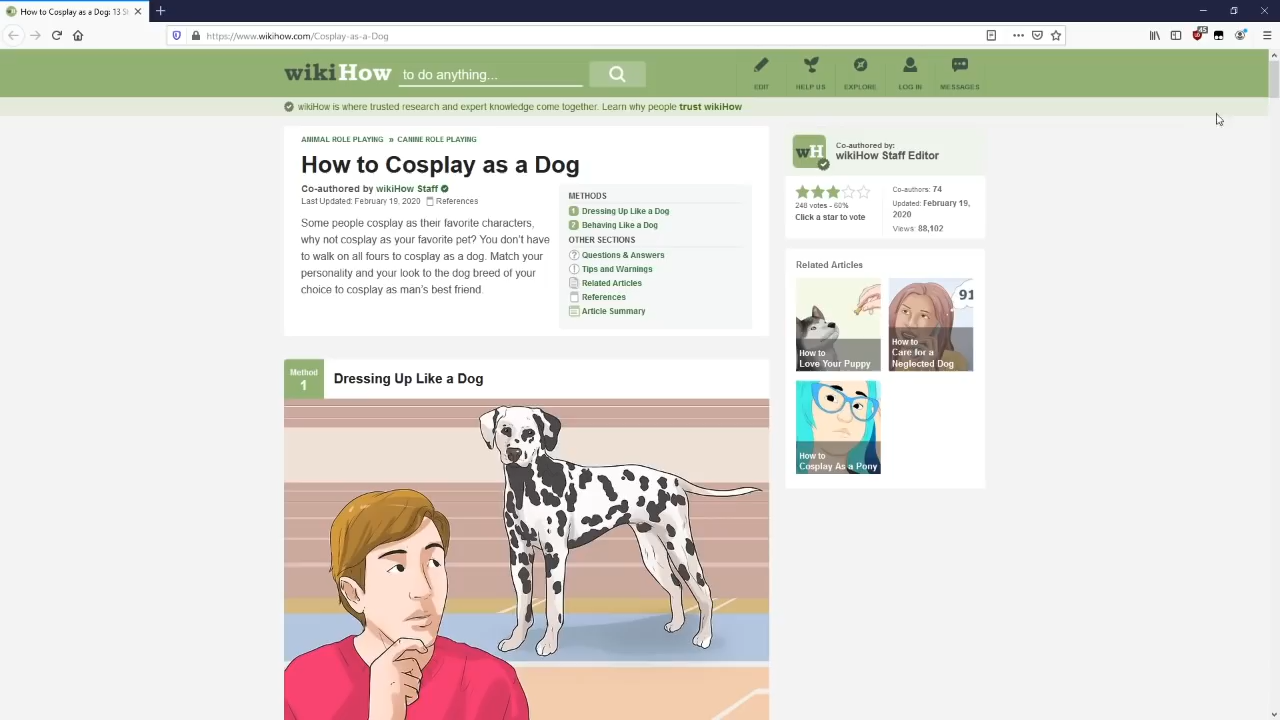 How to Cosplay as a Dog: 13 St
https://www.wikihow.com/Cosplay-as-a-Dog
wikiHow to do anything...
EDIT
HELP US
EXPLORE
LOG IN
MESSAGES
wikiHow is where trusted research and expert knowledge come together. Learn why people trust wikiHow
ANIMAL ROLE PLAYING » CANINE ROLE PLAYING
How to Cosplay as a Dog
Co-authored by wikiHow Staff
Last Updated: February 19, 2020 References
Some people cosplay as their favorite characters,
why not cosplay as your favorite pet? You don't have
to walk on all fours to cosplay as a dog. Match your
personality and your look to the dog breed of your
choice to cosplay as man's best friend.
METHODS
1 Dressing Up Like a Dog
2 Behaving Like a Dog
OTHER SECTIONS
Questions & Answers
Tips and Warnings
Related Articles
References
Article Summary
Method
1
Dressing Up Like a Dog
wH
Co-authored by:
wikiHow Staff Editor
248 votes - 60%
Click a star to vote
Co-authors: 74
Updated: February 19,
2020
Views: 88,102
Related Articles
How to
Love Your Puppy
91
How to
Care for a
Neglected Dog
How to
Cosplay As a Pony